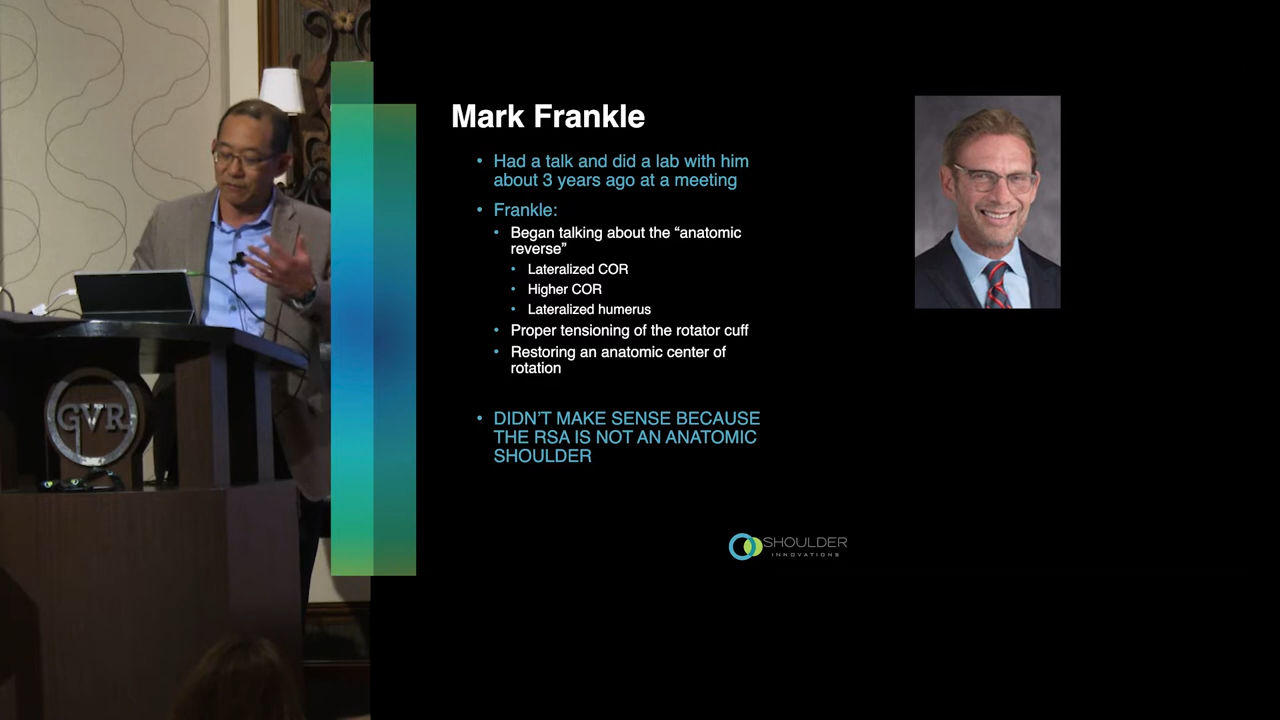 Mark Frankle
• Had a talk and did a lab with him
about 3 years ago at a meeting
• Frankle:
• Began talking about the “anatomic
reverse”
• Lateralized COR
• Higher COR
• Lateralized humerus
• Proper tensioning of the rotator cuff
• Restoring an anatomic center of
rotation
• DIDN’T MAKE SENSE BECAUSE
THE RSA IS NOT AN ANATOMIC
SHOULDER
SHOULDER
INNOVATIONS
GVR